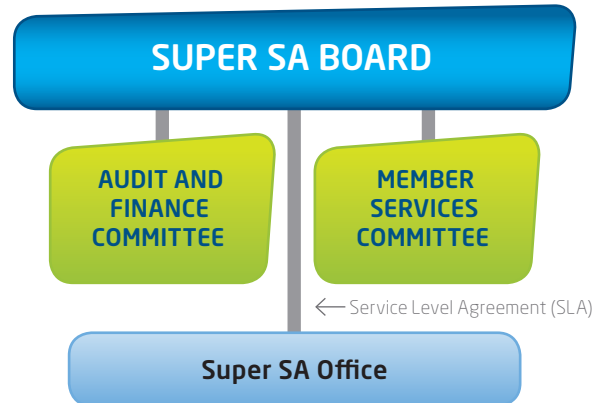 SUPER SA BOARD
AUDIT AND
FINANCE
COMMITTEE
MEMBER
SERVICES
COMMITTEE
Service Level Agreement (SLA)
Super SA Office